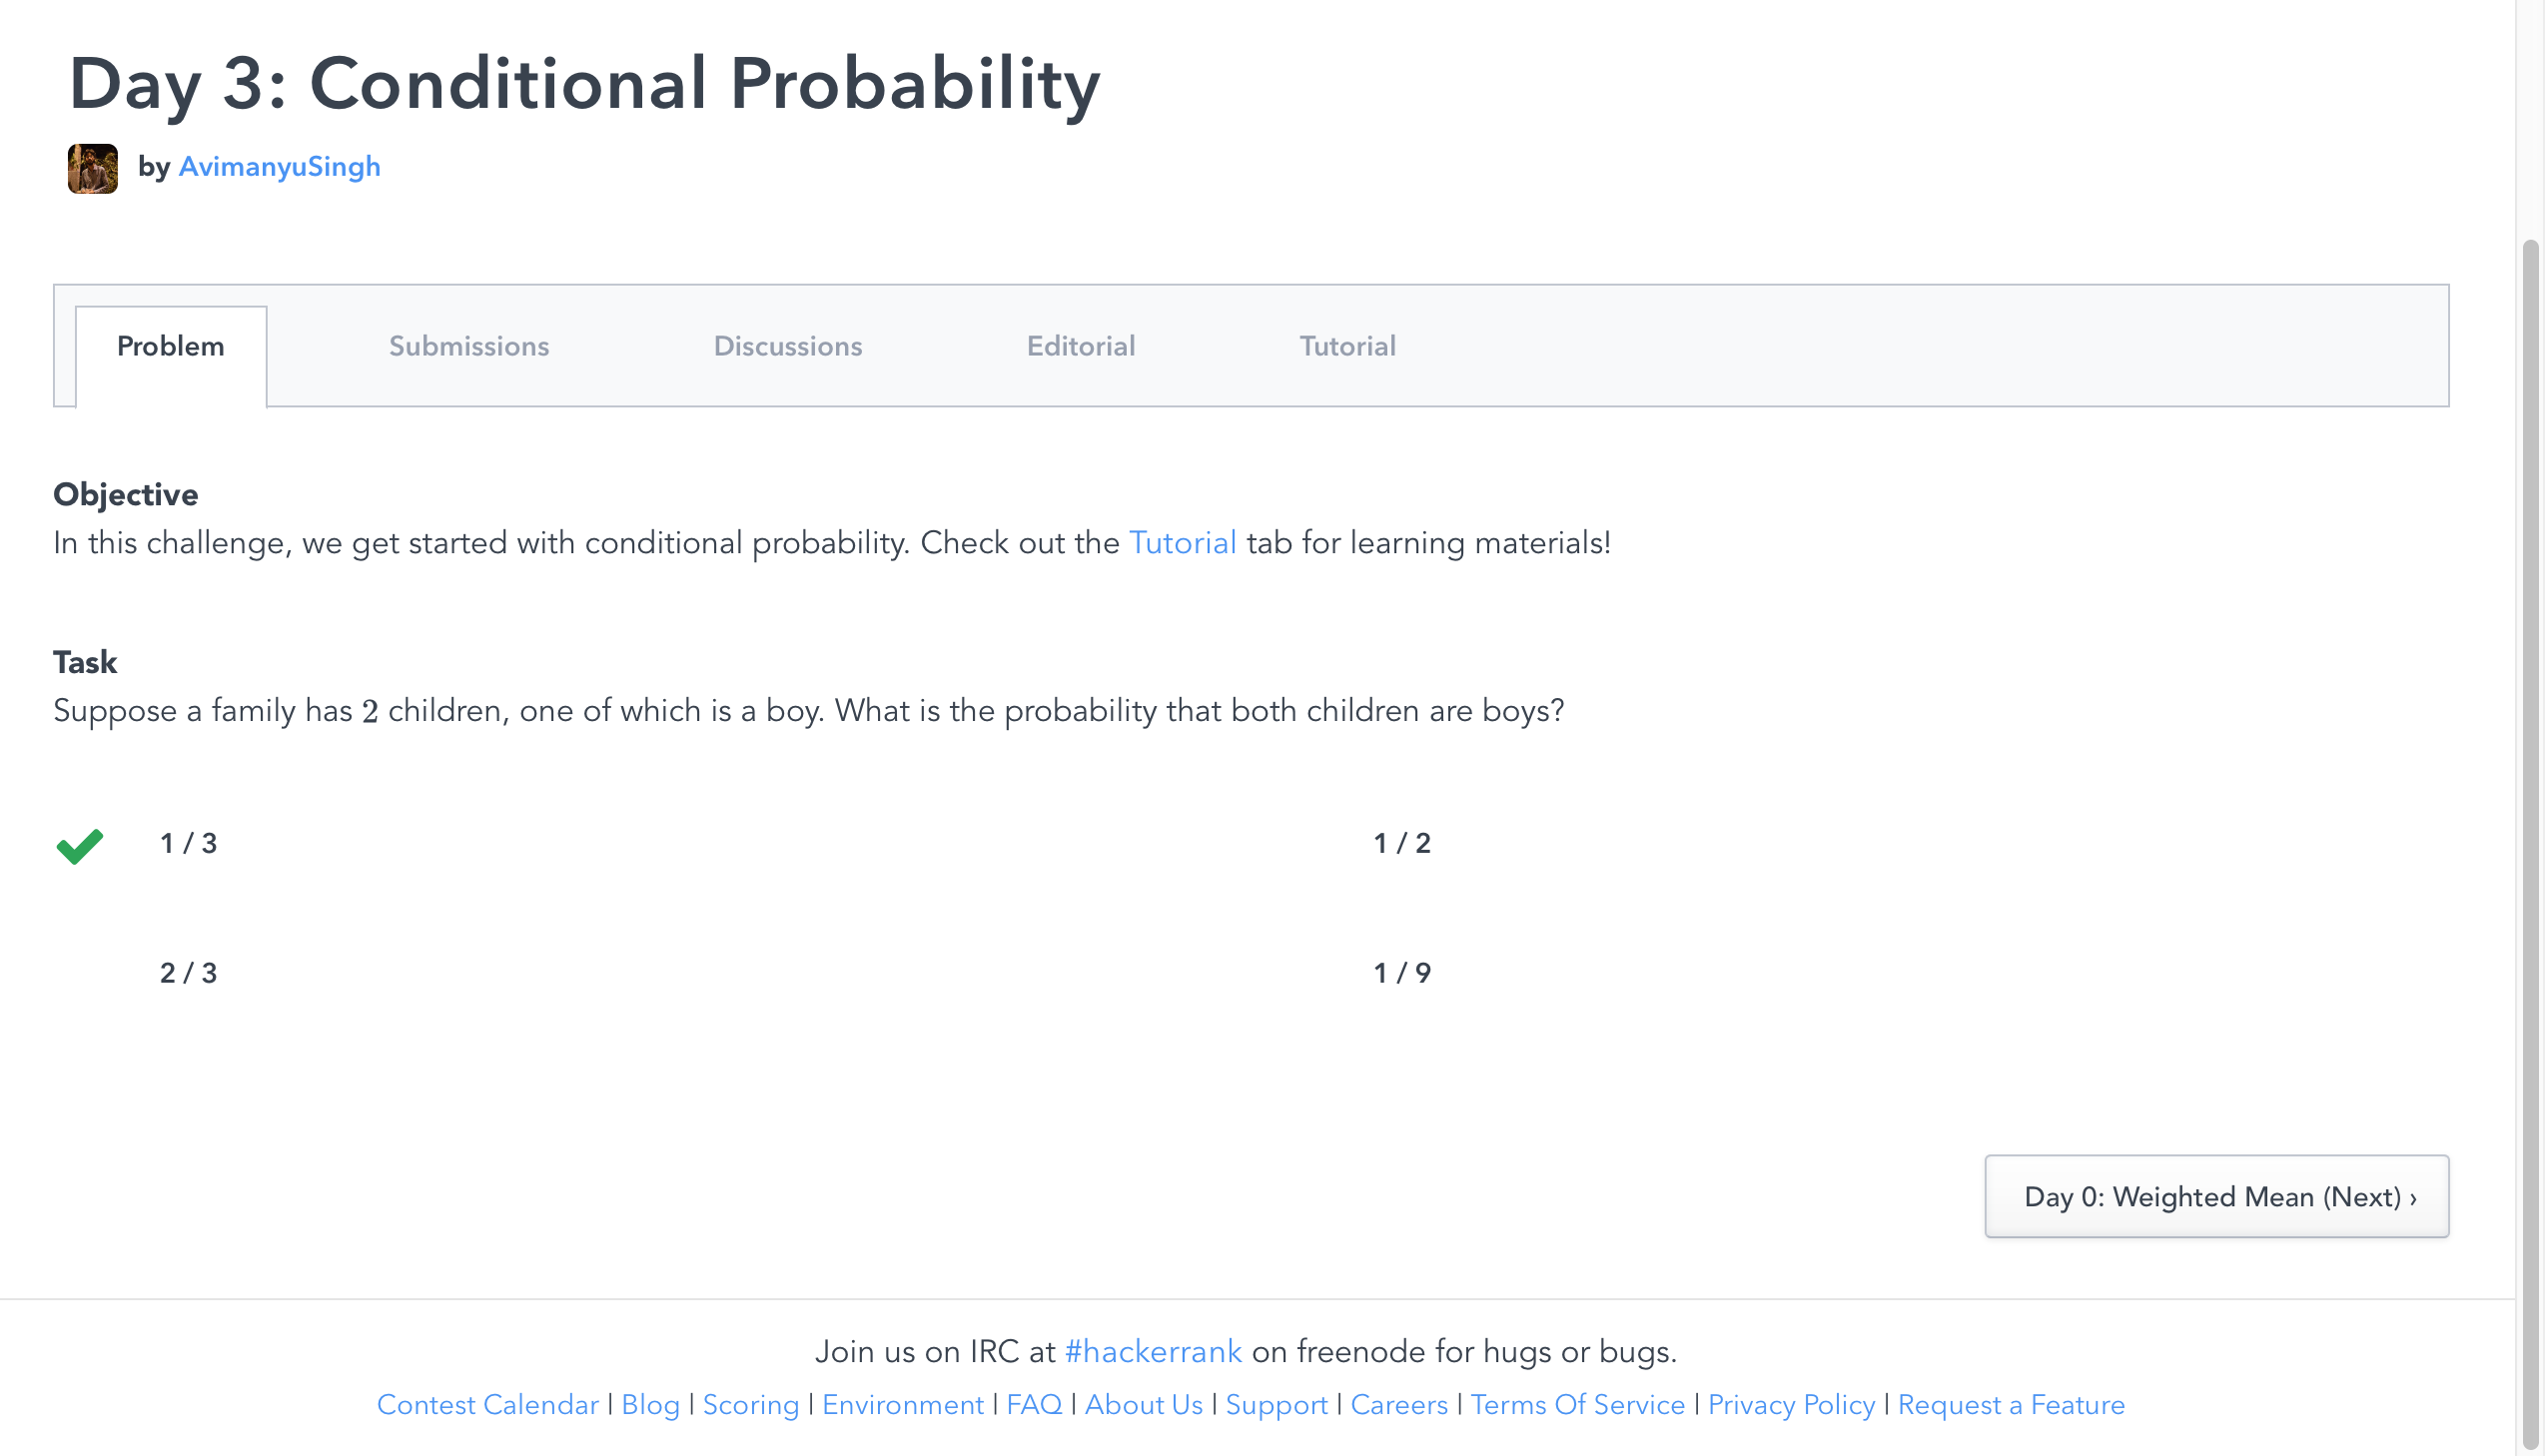 Day 3: Conditional Probability
by AvimanyuSingh
Problem Submissions Discussions Editorial Tutorial
Objective
In this challenge, we get started with conditional probability. Check out the Tutorial tab for learning materials!
Task
Suppose a family has 2 children, one of which is a boy. What is the probability that both children are boys?
1 / 3 1 / 2
2 / 3 1 / 9
Day 0: Weighted Mean (Next) ›
Join us on IRC at #hackerrank on freenode for hugs or bugs.
Contest Calendar | Blog | Scoring | Environment | FAQ | About Us | Support | Careers | Terms Of Service | Privacy Policy | Request a Feature